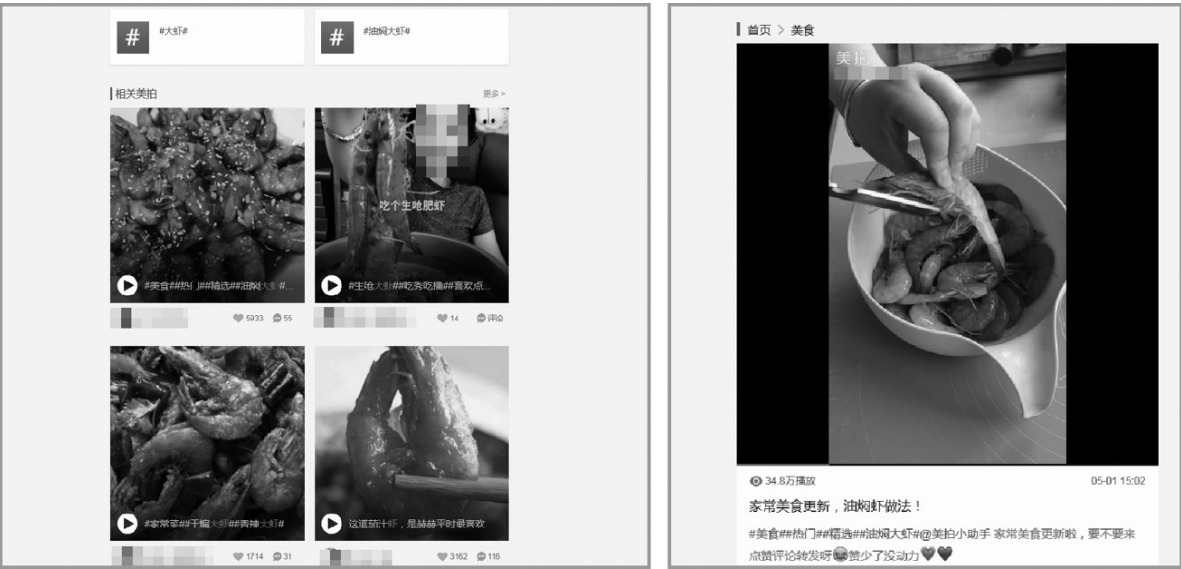 # #大虾#
# #油焖大虾#
相关美拍
更多 >
吃个生呛肥虾
#美食##热门##精选##油焖大虾#...
#生呛大虾##吃秀吃播##喜欢点...
5933 55
14 评论
#家常菜##干煸大虾##香辣大虾#
这道茄汁虾，是赫赫平时最喜欢
1714 31
3162 116
首页 > 美食
美拍
34.8万播放 05-01 15:02
家常美食更新，油焖虾做法！
#美食##热门##精选##油焖大虾#@美拍小助手 家常美食更新啦，要不要来
点赞评论转发呀😂赞少了没动力❤❤